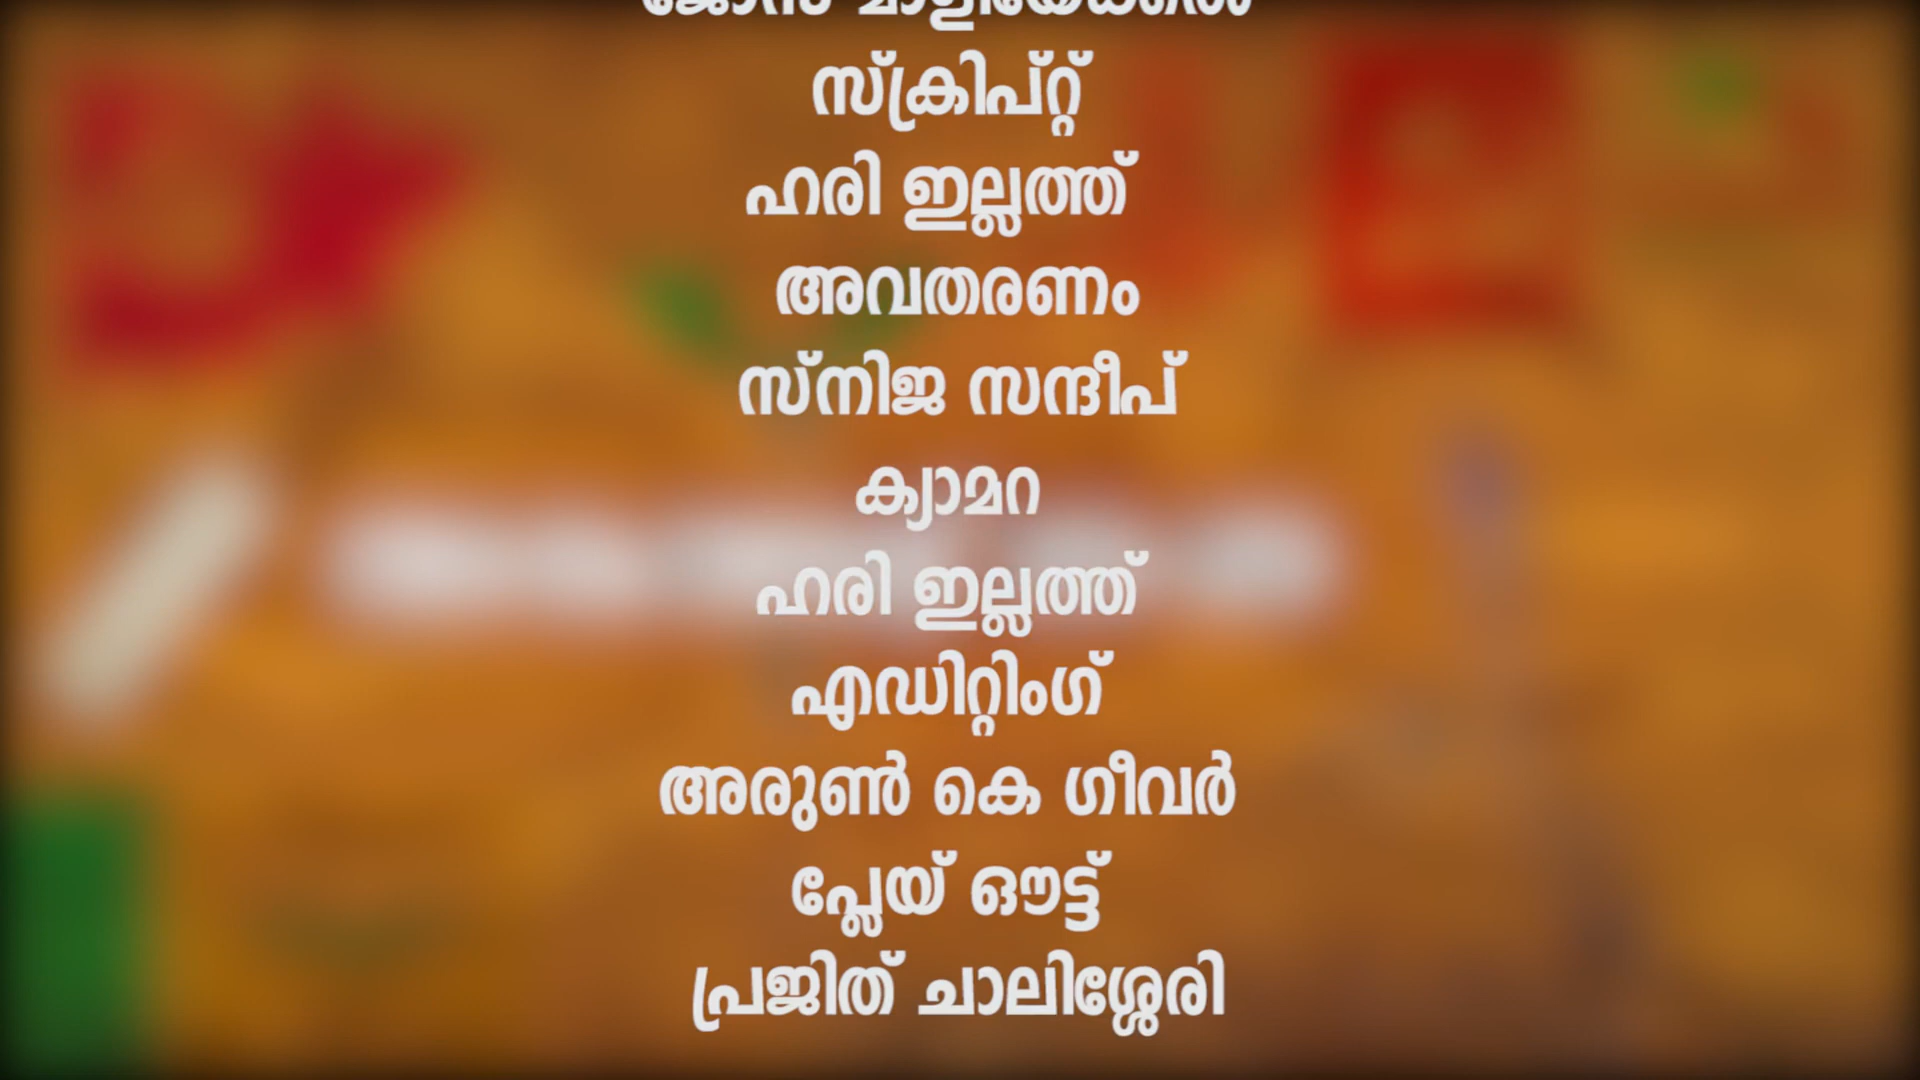 സ്ക്രിപ്റ്റ്
ഹരി ഇല്ലത്ത്
അവതരണം
സ്നിജ സന്ദീപ്
ക്യാമറ
ഹരി ഇല്ലത്ത്
എഡിറ്റിംഗ്
അരുൺ കെ ഗീവർ
പ്ലേയ് ഔട്ട്
പ്രജിത് ചാലിശ്ശേരി